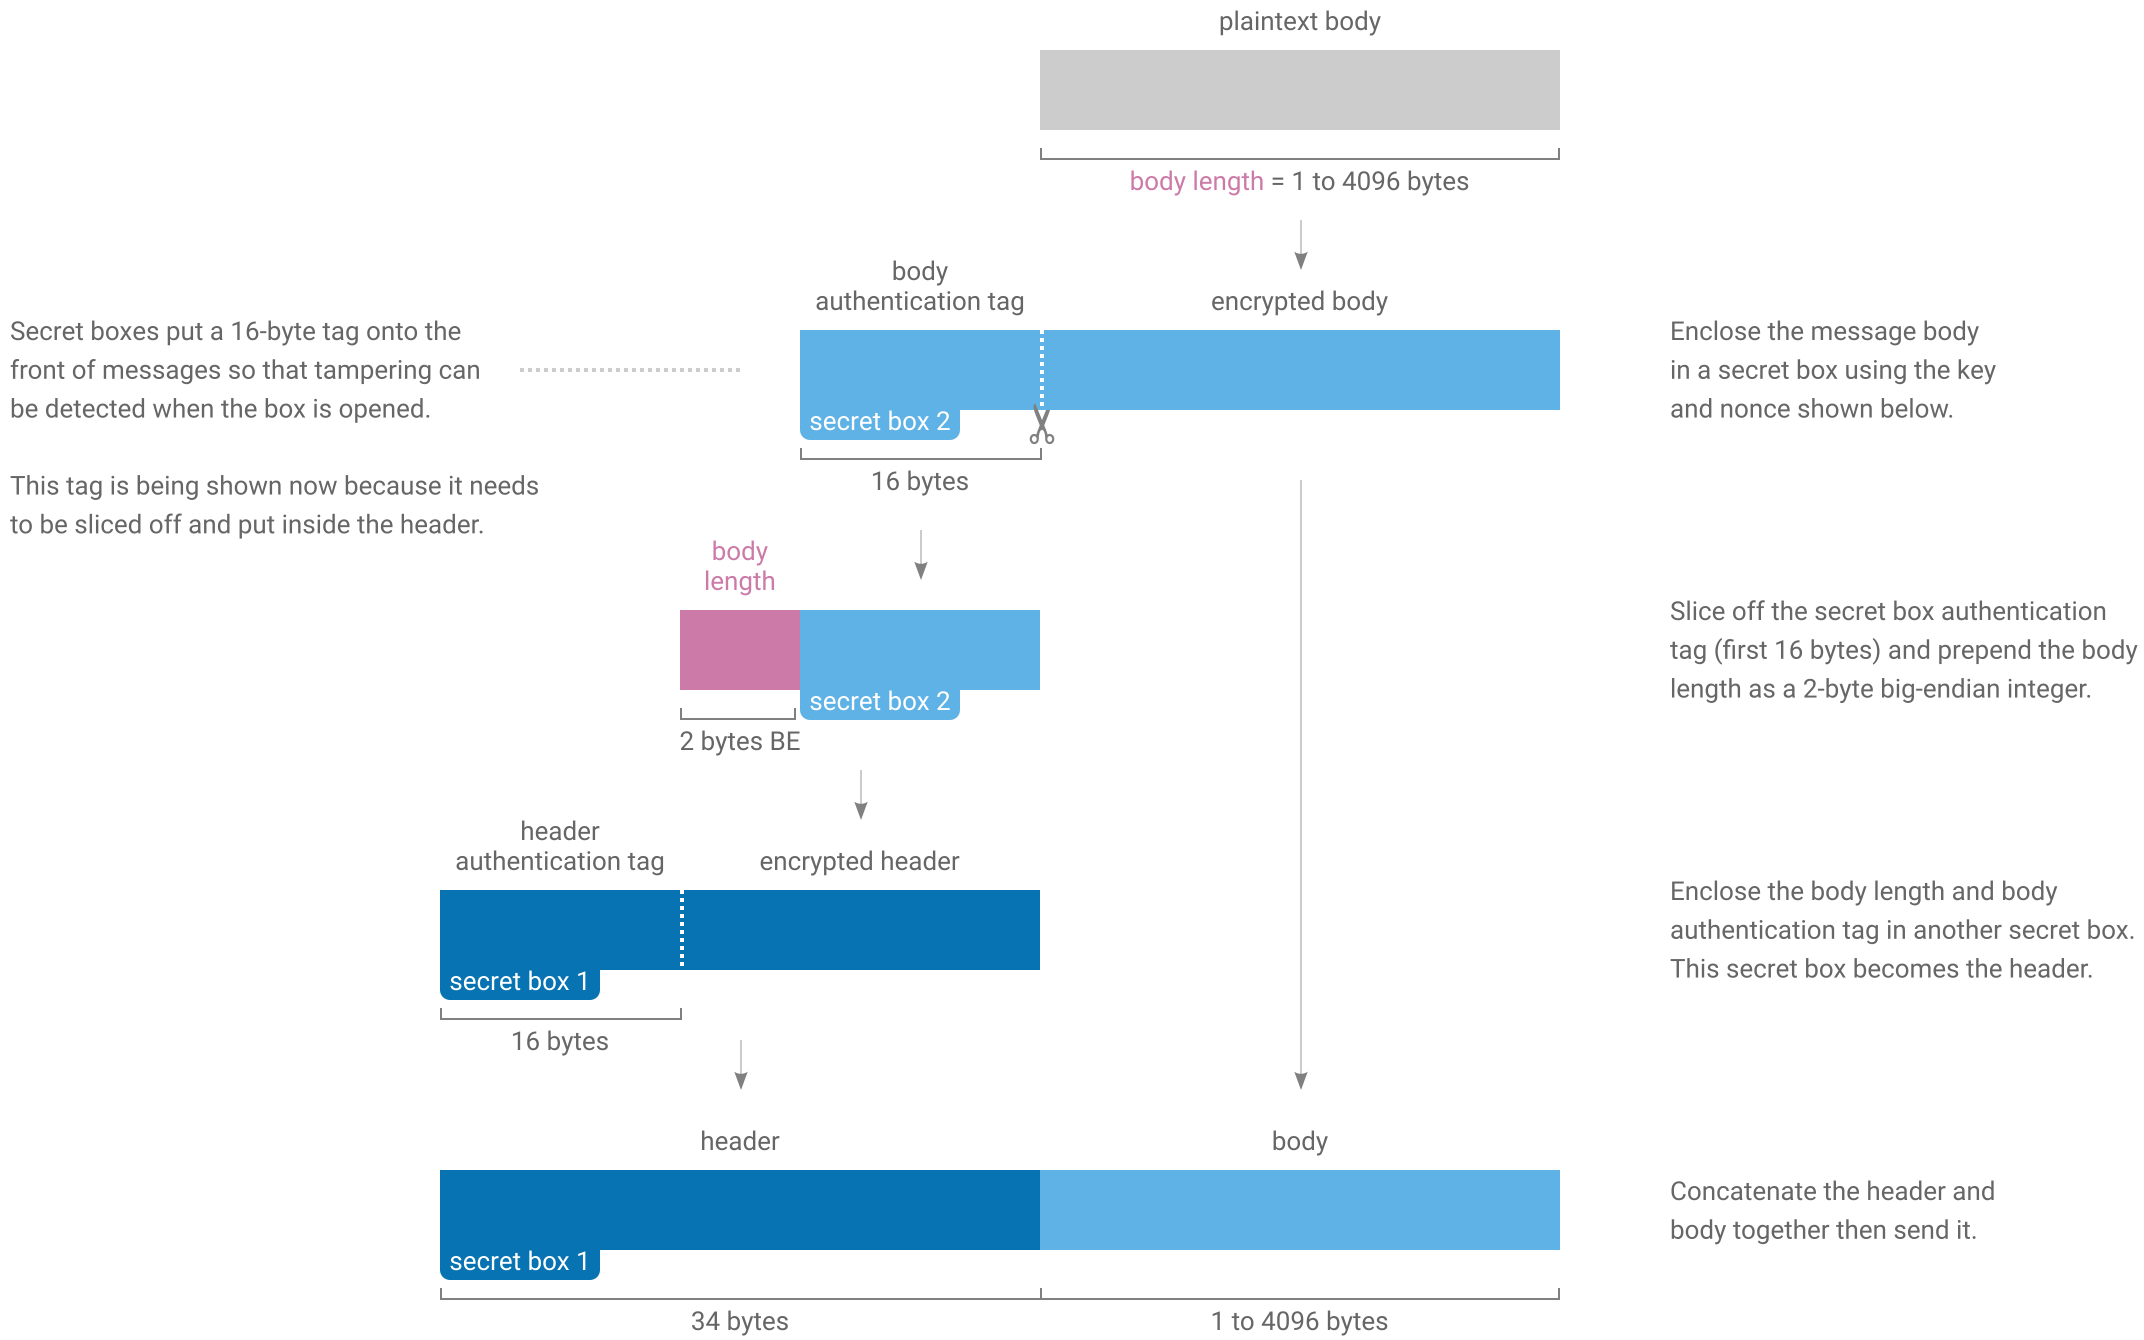 plaintext body
body length = 1 to 4096 bytes
body
authentication tag
encrypted body
Secret boxes put a 16-byte tag onto the
front of messages so that tampering can
be detected when the box is opened.
This tag is being shown now because it needs
to be sliced off and put inside the header.
secret box 2
16 bytes
Enclose the message body
in a secret box using the key
and nonce shown below.
body
length
secret box 2
2 bytes BE
Slice off the secret box authentication
tag (first 16 bytes) and prepend the body
length as a 2-byte big-endian integer.
header
authentication tag
encrypted header
secret box 1
16 bytes
Enclose the body length and body
authentication tag in another secret box.
This secret box becomes the header.
header
body
secret box 1
34 bytes
1 to 4096 bytes
Concatenate the header and
body together then send it.